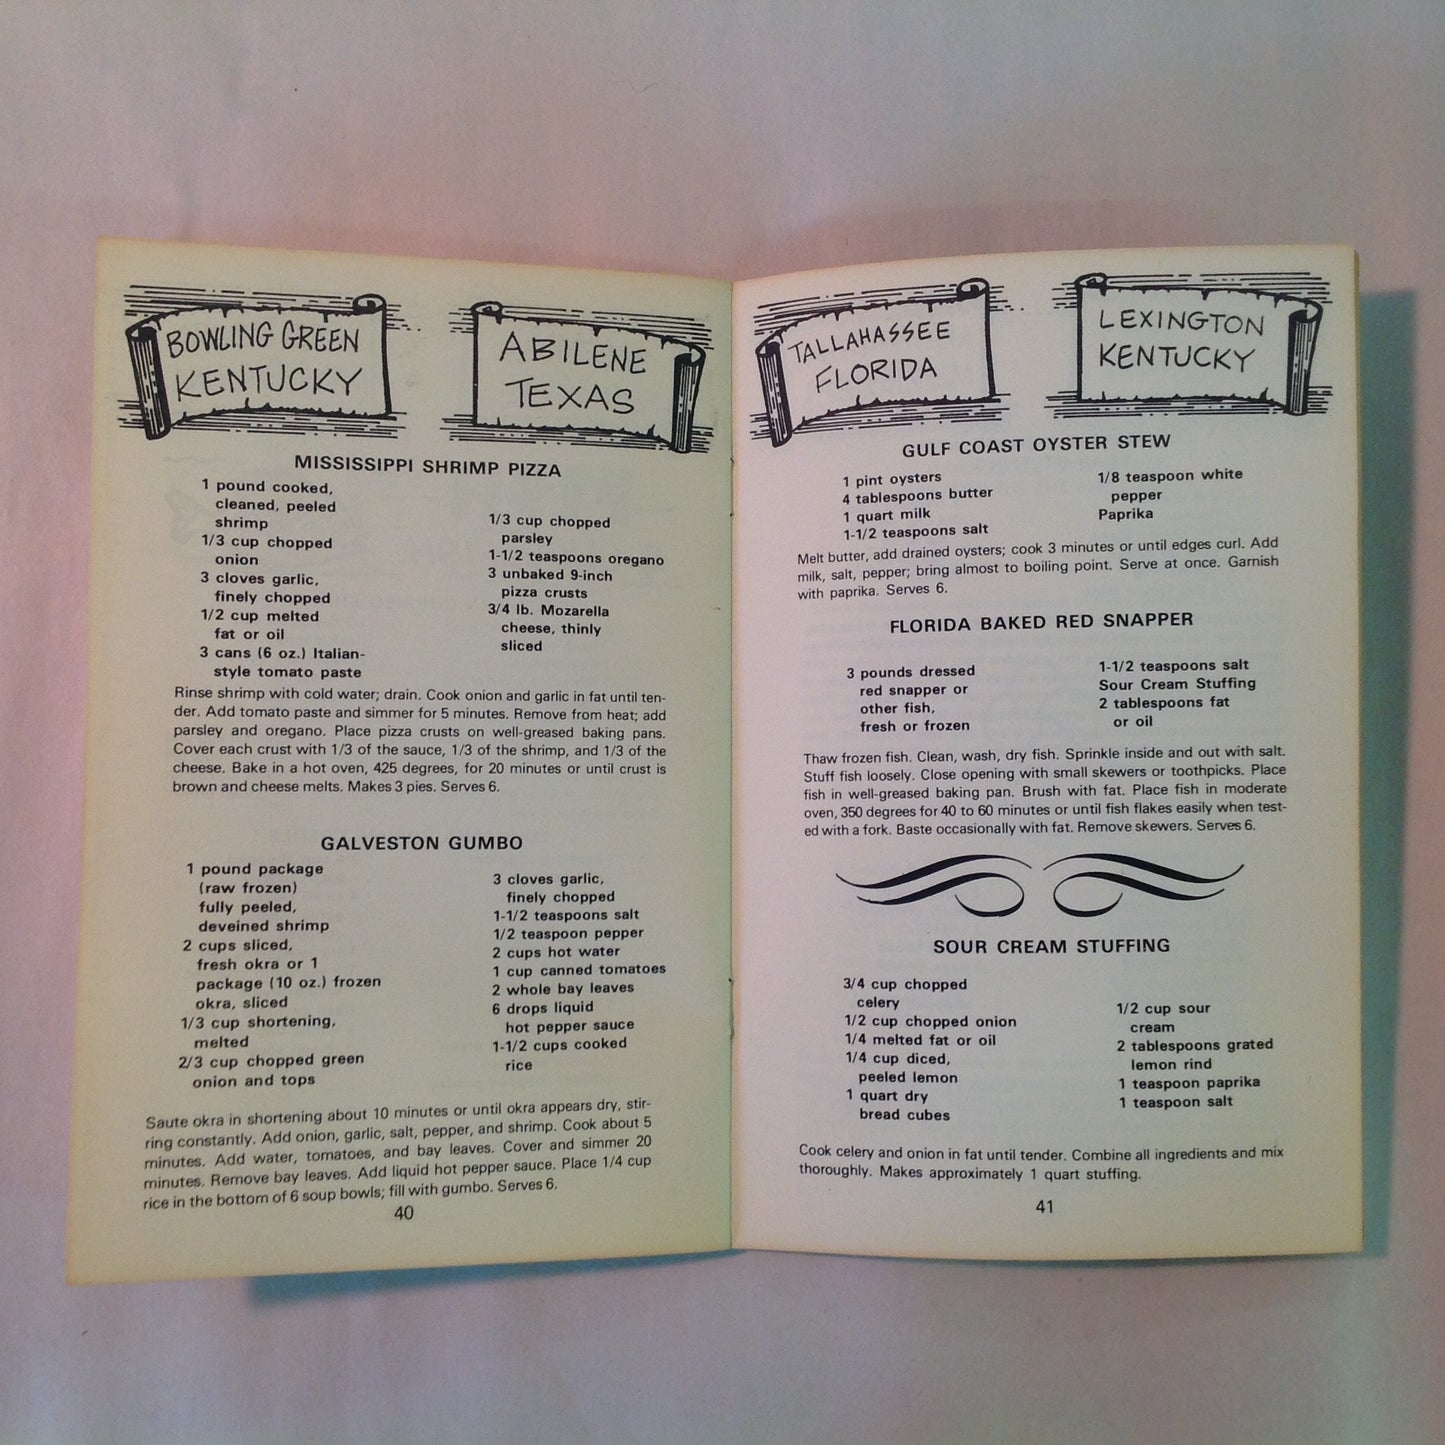 BOWLING GREEN
KENTUCKY
ABILENE
TEXAS
MISSISSIPPI SHRIMP PIZZA
1 pound cooked,
cleaned, peeled
shrimp
1/3 cup chopped
onion
3 cloves garlic,
finely chopped
1/2 cup melted
fat or oil
3 cans (6 oz.) Italian-
style tomato paste
1/3 cup chopped
parsley
1-1/2 teaspoons oregano
3 unbaked 9-inch
pizza crusts
3/4 lb. Mozarella
cheese, thinly
sliced
Rinse shrimp with cold water; drain. Cook onion and garlic in fat until ten-
der. Add tomato paste and simmer for 5 minutes. Remove from heat; add
parsley and oregano. Place pizza crusts on well-greased baking pans.
Cover each crust with 1/3 of the sauce, 1/3 of the shrimp, and 1/3 of the
cheese. Bake in a hot oven, 425 degrees, for 20 minutes or until crust is
brown and cheese melts. Makes 3 pies. Serves 6.
GALVESTON GUMBO
1 pound package
(raw frozen)
fully peeled,
deveined shrimp
2 cups sliced,
fresh okra or 1
package (10 oz.) frozen
okra, sliced
1/3 cup shortening,
melted
2/3 cup chopped green
onion and tops
3 cloves garlic,
finely chopped
1-1/2 teaspoons salt
1/2 teaspoon pepper
2 cups hot water
1 cup canned tomatoes
2 whole bay leaves
6 drops liquid
hot pepper sauce
1-1/2 cups cooked
rice
Saute okra in shortening about 10 minutes or until okra appears dry, stir-
ring constantly. Add onion, garlic, salt, pepper, and shrimp. Cook about 5
minutes. Add water, tomatoes, and bay leaves. Cover and simmer 20
minutes. Remove bay leaves. Add liquid hot pepper sauce. Place 1/4 cup
rice in the bottom of 6 soup bowls; fill with gumbo. Serves 6.
40
TALLAHASSEE
FLORIDA
LEXINGTON
KENTUCKY
GULF COAST OYSTER STEW
1 pint oysters
4 tablespoons butter
1 quart milk
1-1/2 teaspoons salt
1/8 teaspoon white
pepper
Paprika
Melt butter, add drained oysters; cook 3 minutes or until edges curl. Add
milk, salt, pepper; bring almost to boiling point. Serve at once. Garnish
with paprika. Serves 6.
FLORIDA BAKED RED SNAPPER
3 pounds dressed
red snapper or
other fish,
fresh or frozen
1-1/2 teaspoons salt
Sour Cream Stuffing
2 tablespoons fat
or oil
Thaw frozen fish. Clean, wash, dry fish. Sprinkle inside and out with salt.
Stuff fish loosely. Close opening with small skewers or toothpicks. Place
fish in well-greased baking pan. Brush with fat. Place fish in moderate
oven, 350 degrees for 40 to 60 minutes or until fish flakes easily when test-
ed with a fork. Baste occasionally with fat. Remove skewers. Serves 6.
SOUR CREAM STUFFING
3/4 cup chopped
celery
1/2 cup chopped onion
1/4 melted fat or oil
1/4 cup diced,
peeled lemon
1 quart dry
bread cubes
1/2 cup sour
cream
2 tablespoons grated
lemon rind
1 teaspoon paprika
1 teaspoon salt
Cook celery and onion in fat until tender. Combine all ingredients and mix
thoroughly. Makes approximately 1 quart stuffing.
41